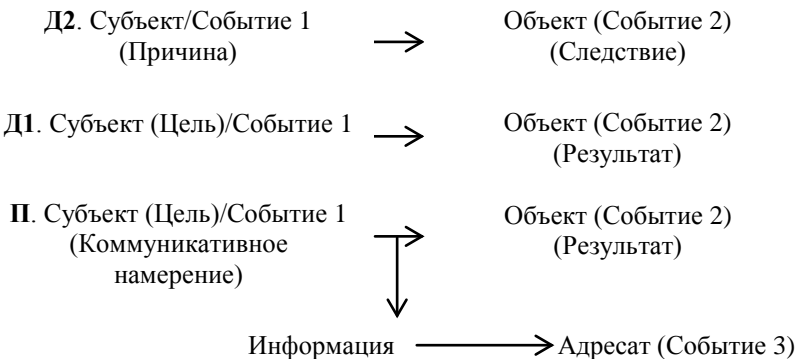 Д2. Субъект/Событие 1 Объект (Событие 2)
(Причина) (Следствие)
Д1. Субъект (Цель)/Событие 1 Объект (Событие 2)
(Результат)
П. Субъект (Цель)/Событие 1 Объект (Событие 2)
(Коммуникативное (Результат)
намерение)
Информация Адресат (Событие 3)